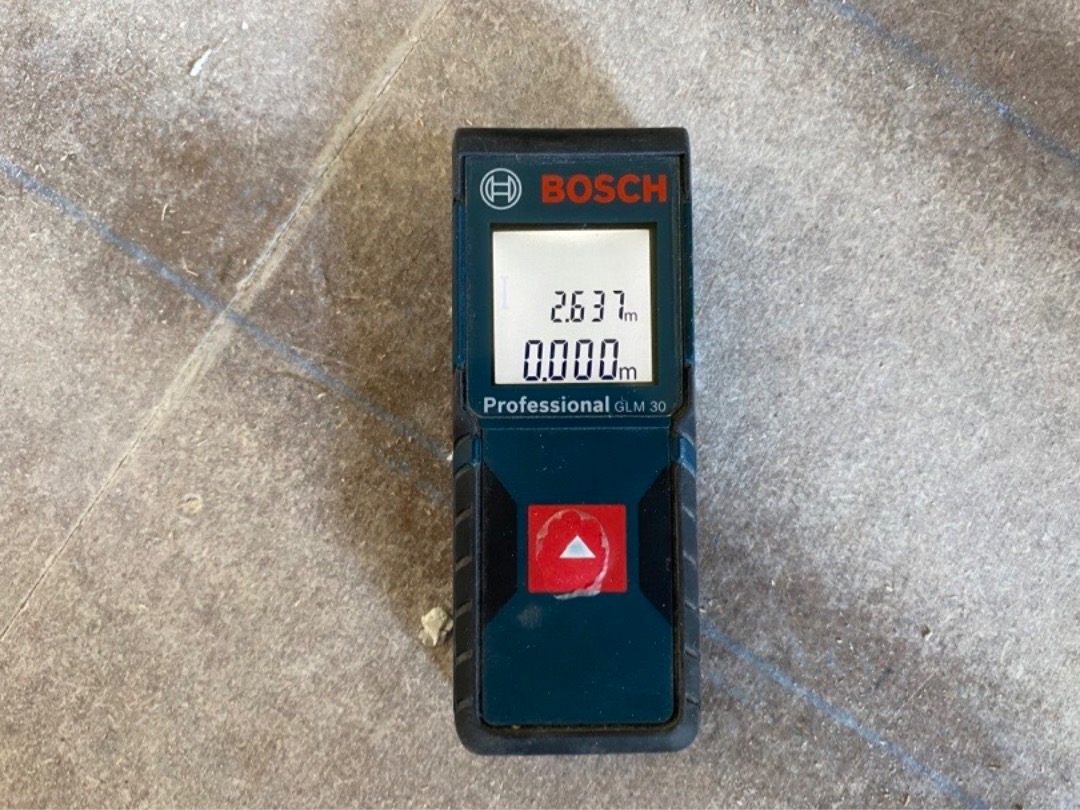 BOSCH
2.637m
0.000m
Professional GLM 30